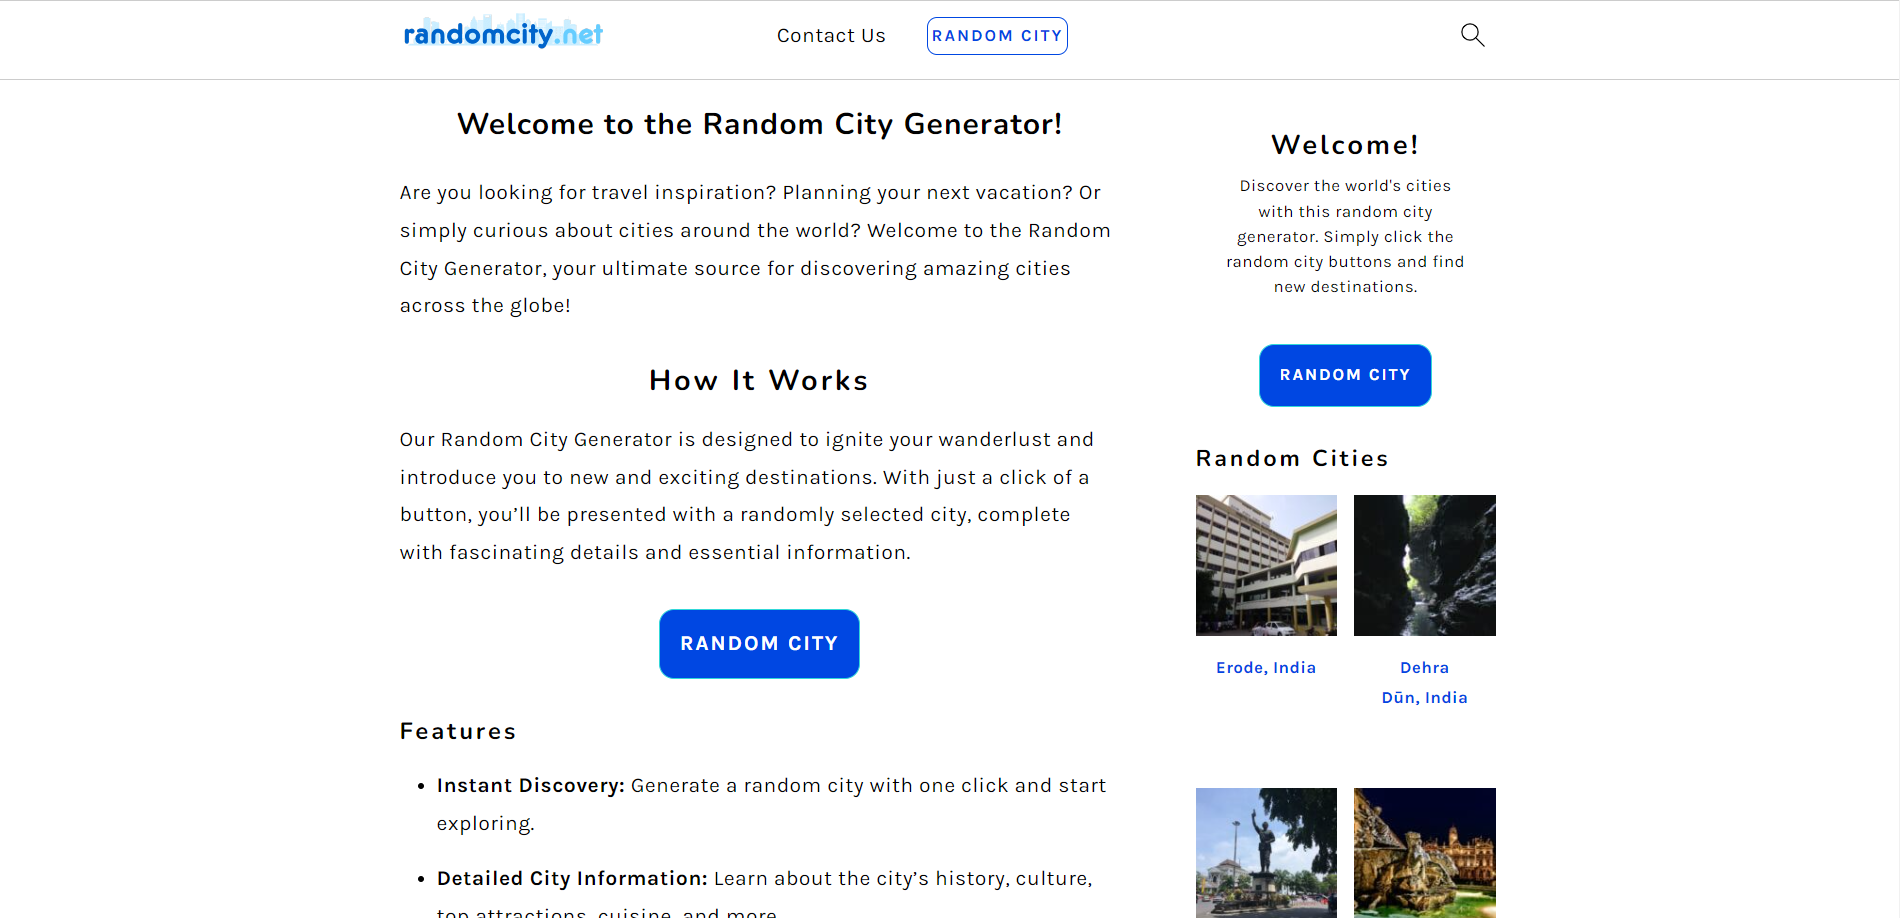 randomcity.net
Contact Us
RANDOM CITY
Welcome to the Random City Generator!
Are you looking for travel inspiration? Planning your next vacation? Or
simply curious about cities around the world? Welcome to the Random
City Generator, your ultimate source for discovering amazing cities
across the globe!
How It Works
Our Random City Generator is designed to ignite your wanderlust and
introduce you to new and exciting destinations. With just a click of a
button, you’ll be presented with a randomly selected city, complete
with fascinating details and essential information.
RANDOM CITY
Features
• Instant Discovery: Generate a random city with one click and start
exploring.
• Detailed City Information: Learn about the city’s history, culture,
top attractions, cuisine, and more.
Welcome!
Discover the world's cities
with this random city
generator. Simply click the
random city buttons and find
new destinations.
RANDOM CITY
Random Cities
Erode, India
Dehra
Dūn, India